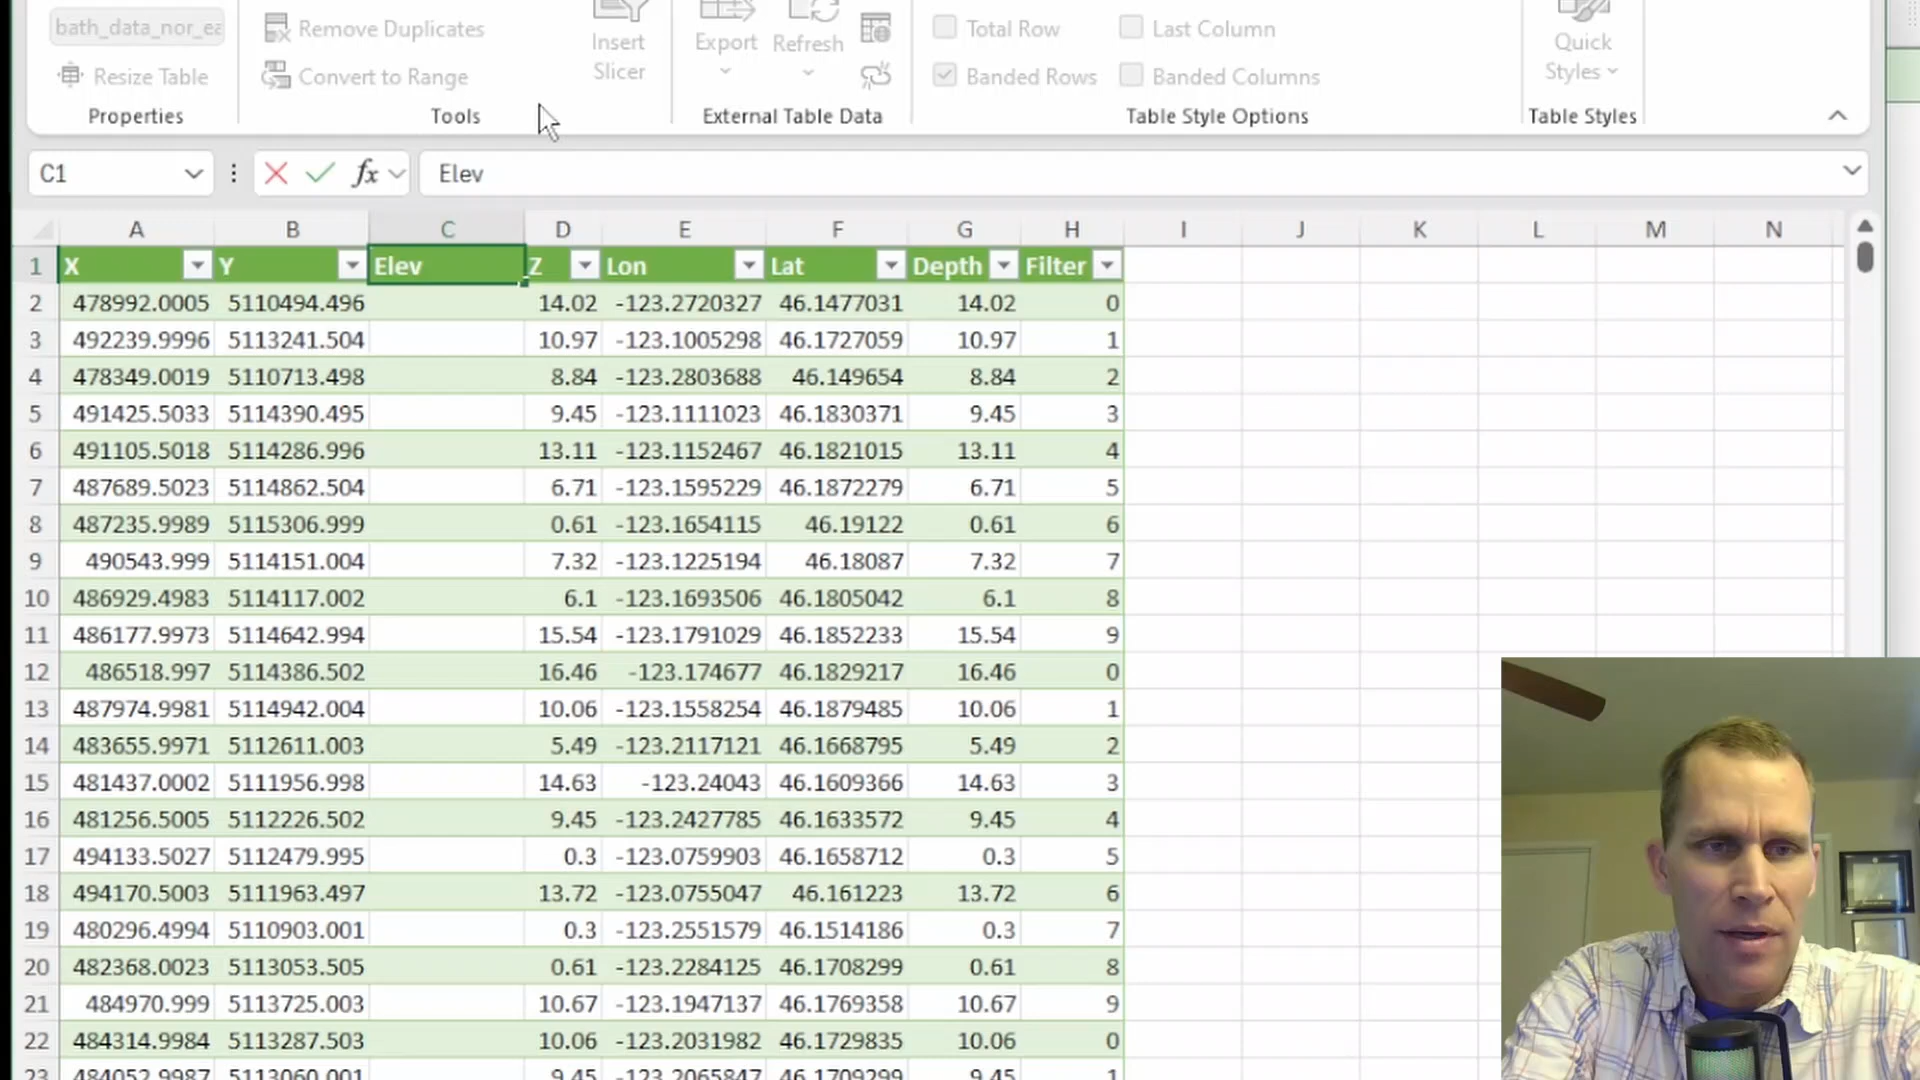 bath_data_nor_ea
Resize Table
Properties
Remove Duplicates
Convert to Range
Tools
Insert
Slicer
Export
Refresh
External Table Data
Total Row
Last Column
Banded Rows
Banded Columns
Table Style Options
Quick
Styles
Table Styles
C1
fx
Elev
A B C D E F G H I J K L M N
1 X Y Elev Z Lon Lat Depth Filter
2 478992.0005 5110494.496 14.02 -123.2720327 46.1477031 14.02 0
3 492239.9996 5113241.504 10.97 -123.1005298 46.1727059 10.97 1
4 478349.0019 5110713.498 8.84 -123.2803688 46.149654 8.84 2
5 491425.5033 5114390.495 9.45 -123.1111023 46.1830371 9.45 3
6 491105.5018 5114286.996 13.11 -123.1152467 46.1821015 13.11 4
7 487689.5023 5114862.504 6.71 -123.1595229 46.1872279 6.71 5
8 487235.9989 5115306.999 0.61 -123.1654115 46.19122 0.61 6
9 490543.999 5114151.004 7.32 -123.1225194 46.18087 7.32 7
10 486929.4983 5114117.002 6.1 -123.1693506 46.1805042 6.1 8
11 486177.9973 5114642.994 15.54 -123.1791029 46.1852233 15.54 9
12 486518.997 5114386.502 16.46 -123.174677 46.1829217 16.46 0
13 487974.9981 5114942.004 10.06 -123.1558254 46.1879485 10.06 1
14 483655.9971 5112611.003 5.49 -123.2117121 46.1668795 5.49 2
15 481437.0002 5111956.998 14.63 -123.24043 46.1609366 14.63 3
16 481256.5005 5112226.502 9.45 -123.2427785 46.1633572 9.45 4
17 494133.5027 5112479.995 0.3 -123.0759903 46.1658712 0.3 5
18 494170.5003 5111963.497 13.72 -123.0755047 46.161223 13.72 6
19 480296.4994 5110903.001 0.3 -123.2551579 46.1514186 0.3 7
20 482368.0023 5113053.505 0.61 -123.2284125 46.1708299 0.61 8
21 484970.999 5113725.003 10.67 -123.1947137 46.1769358 10.67 9
22 484314.9984 5113287.503 10.06 -123.2031982 46.1729835 10.06 0
23 484052.9987 5113060.001 9.45 -123.2065847 46.1709299 9.45 1